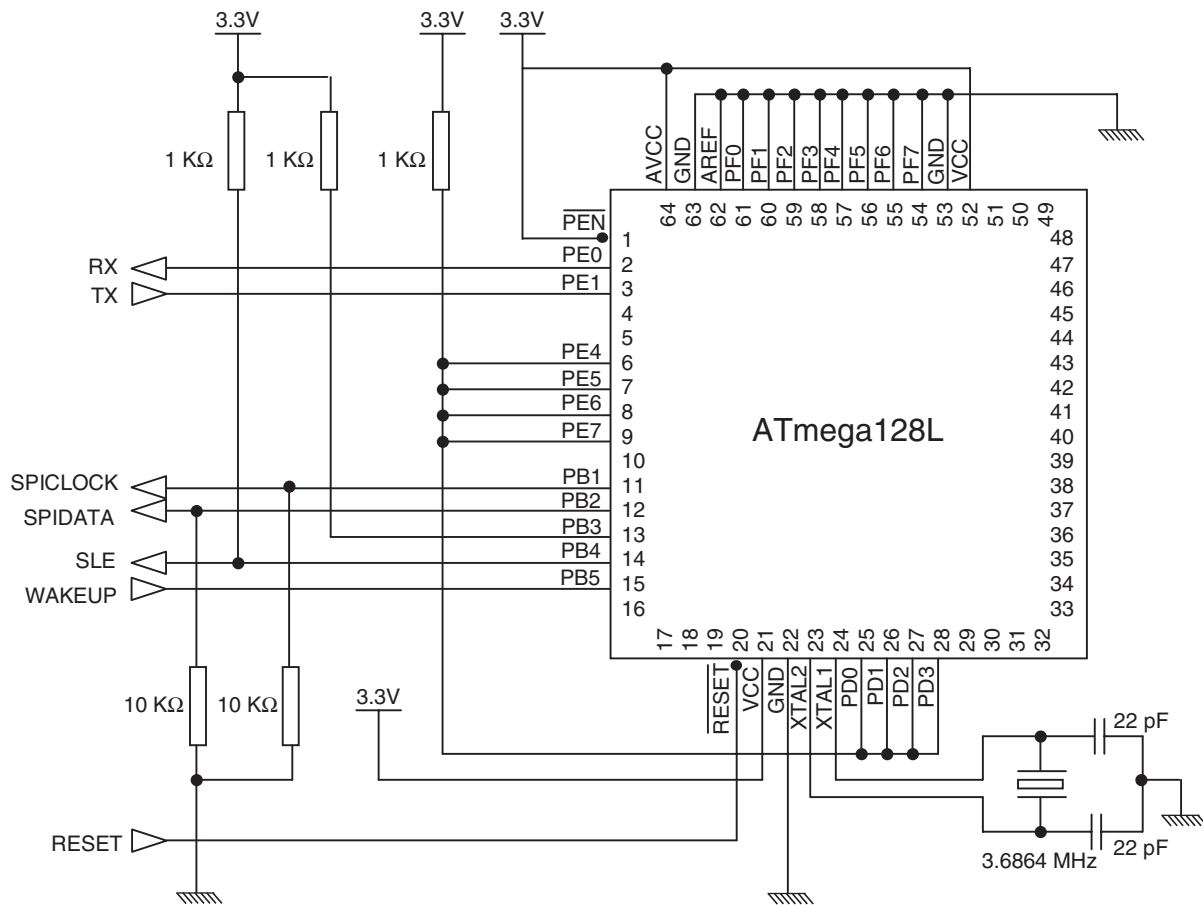 3.3V 3.3V 3.3V
1 KΩ 1 KΩ 1 KΩ
AVCC GND AREF PF0 PF1 PF2 PF3 PF4 PF5 PF6 PF7 GND VCC
64 63 62 61 60 59 58 57 56 55 54 53 52 51 50 49
PEN 1 48
RX PE0 2 47
TX PE1 3 46
4 45
5 44
PE4 6 43
PE5 7 42
PE6 8 41
PE7 9 40
ATmega128L
10 39
SPICLOCK PB1 11 38
SPIDATA PB2 12 37
PB3 13 36
SLE PB4 14 35
WAKEUP PB5 15 34
16 33
17 18 19 20 21 22 23 24 25 26 27 28 29 30 31 32
RESET VCC GND XTAL2 XTAL1 PD0 PD1 PD2 PD3
10 KΩ 10 KΩ 3.3V
22 pF
RESET
3.6864 MHz 22 pF